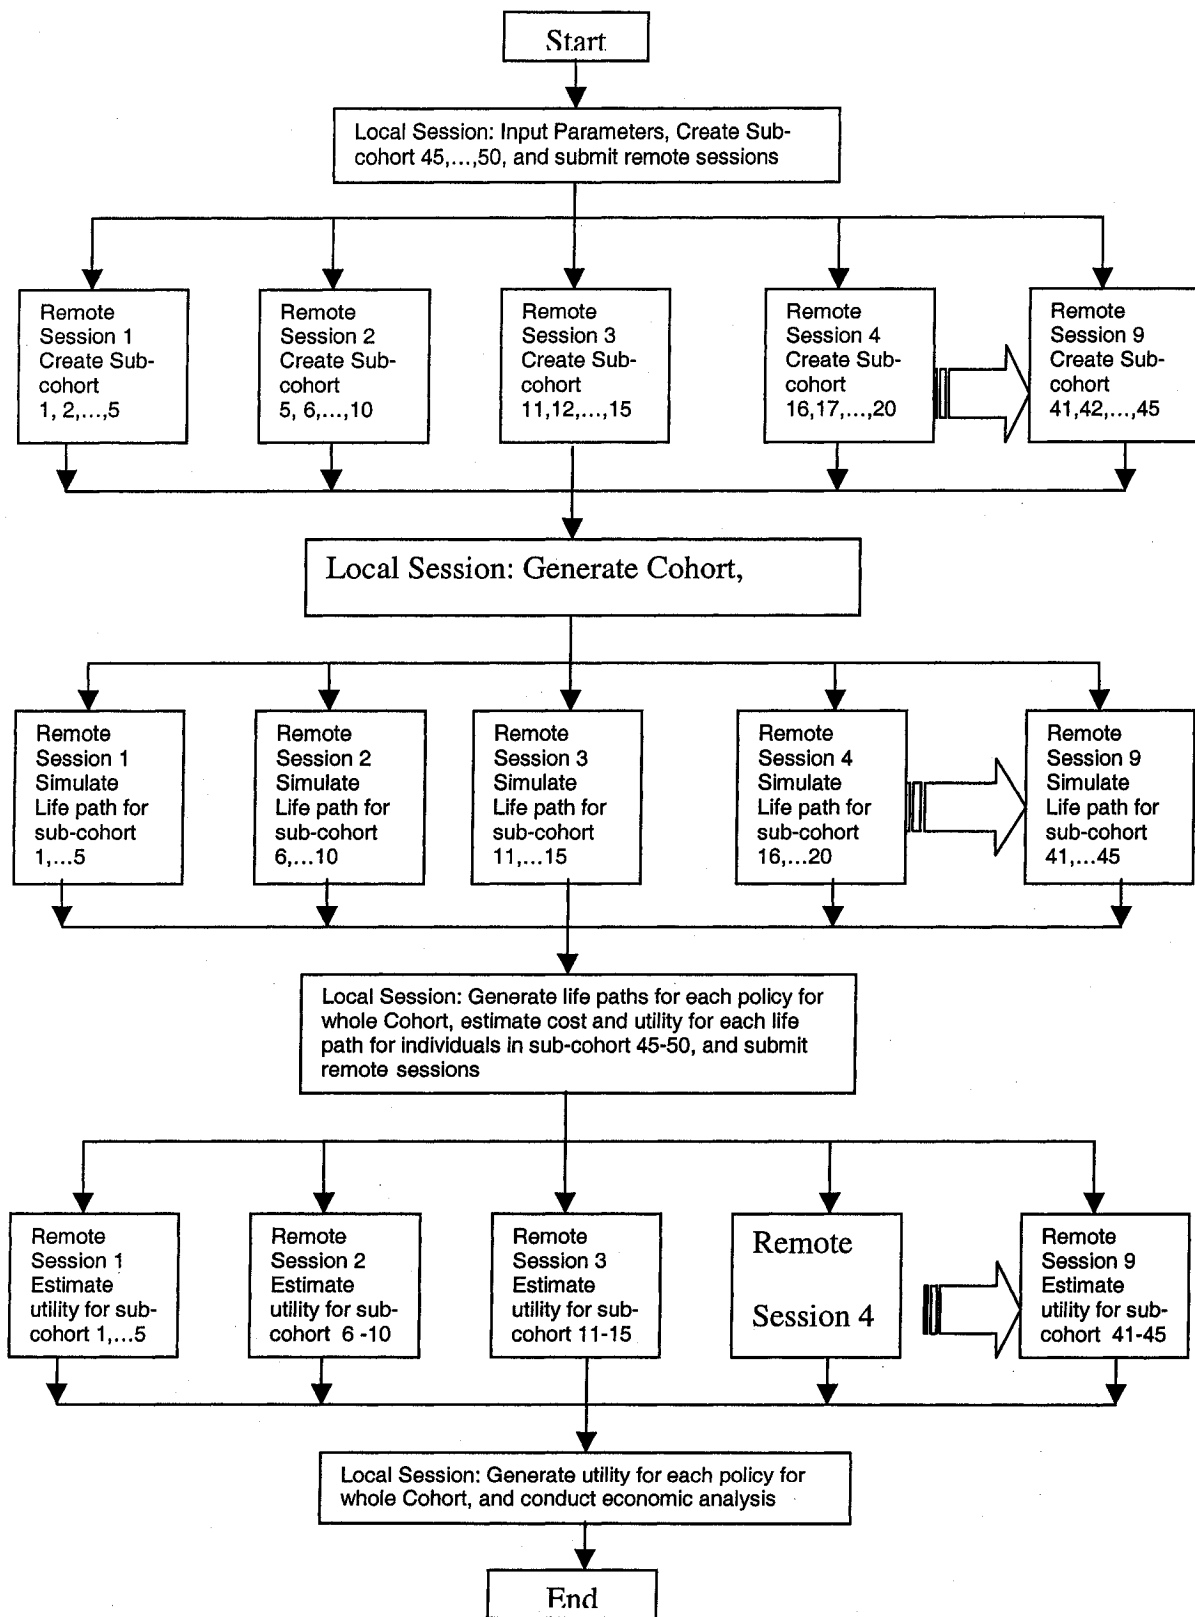 Start
Local Session: Input Parameters, Create Sub-
cohort 45,...,50, and submit remote sessions
Remote
Session 1
Create Sub-
cohort
1, 2,...,5
Remote
Session 2
Create Sub-
cohort
5, 6,...,10
Remote
Session 3
Create Sub-
cohort
11,12,...,15
Remote
Session 4
Create Sub-
cohort
16,17,...,20
Remote
Session 9
Create Sub-
cohort
41,42,...,45
Local Session: Generate Cohort,
Remote
Session 1
Simulate
Life path for
sub-cohort
1,...5
Remote
Session 2
Simulate
Life path for
sub-cohort
6,...10
Remote
Session 3
Simulate
Life path for
sub-cohort
11,...15
Remote
Session 4
Simulate
Life path for
sub-cohort
16,...20
Remote
Session 9
Simulate
Life path for
sub-cohort
41,...45
Local Session: Generate life paths for each policy for
whole Cohort, estimate cost and utility for each life
path for individuals in sub-cohort 45-50, and submit
remote sessions
Remote
Session 1
Estimate
utility for sub-
cohort 1,...5
Remote
Session 2
Estimate
utility for sub-
cohort 6 -10
Remote
Session 3
Estimate
utility for sub-
cohort 11-15
Remote
Session 4
Remote
Session 9
Estimate
utility for sub-
cohort 41-45
Local Session: Generate utility for each policy for
whole Cohort, and conduct economic analysis
End